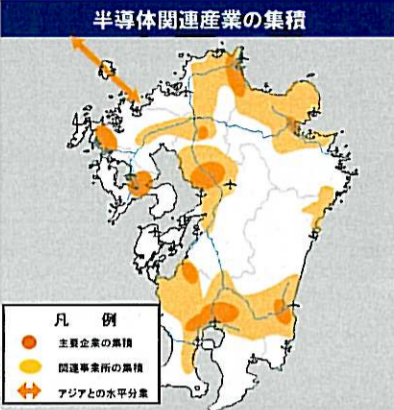 半導体関連産業の集積
凡例
主要企業の集積
関連事業所の集積
アジアとの水平分業